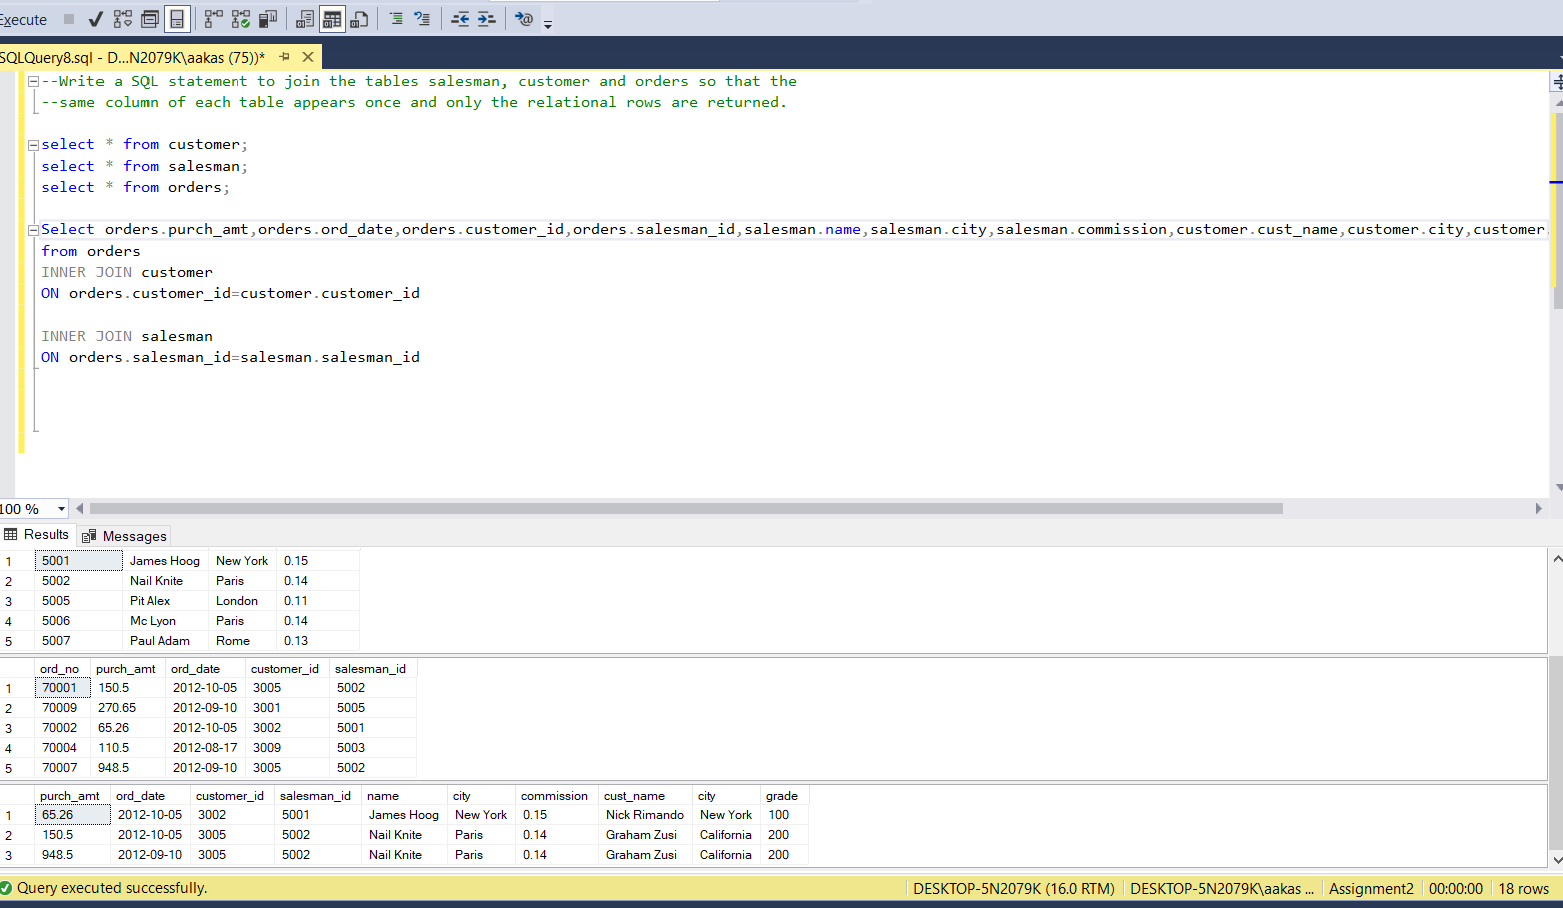 Execute
SQLQuery8.sql - D...N2079K\aakas (75))*
--Write a SQL statement to join the tables salesman, customer and orders so that the
--same column of each table appears once and only the relational rows are returned.
select * from customer;
select * from salesman;
select * from orders;
Select orders.purch_amt,orders.ord_date,orders.customer_id,orders.salesman_id,salesman.name,salesman.city,salesman.commission,customer.cust_name,customer.city,customer.
from orders
INNER JOIN customer
ON orders.customer_id=customer.customer_id
INNER JOIN salesman
ON orders.salesman_id=salesman.salesman_id
100 %
Results Messages
1 5001 James Hoog New York 0.15
2 5002 Nail Knite Paris 0.14
3 5005 Pit Alex London 0.11
4 5006 Mc Lyon Paris 0.14
5 5007 Paul Adam Rome 0.13
ord_no purch_amt ord_date customer_id salesman_id
1 70001 150.5 2012-10-05 3005 5002
2 70009 270.65 2012-09-10 3001 5005
3 70002 65.26 2012-10-05 3002 5001
4 70004 110.5 2012-08-17 3009 5003
5 70007 948.5 2012-09-10 3005 5002
purch_amt ord_date customer_id salesman_id name city commission cust_name city grade
1 65.26 2012-10-05 3002 5001 James Hoog New York 0.15 Nick Rimando New York 100
2 150.5 2012-10-05 3005 5002 Nail Knite Paris 0.14 Graham Zusi California 200
3 948.5 2012-09-10 3005 5002 Nail Knite Paris 0.14 Graham Zusi California 200
Query executed successfully. DESKTOP-5N2079K (16.0 RTM) DESKTOP-5N2079K\aakas ... Assignment2 00:00:00 18 rows